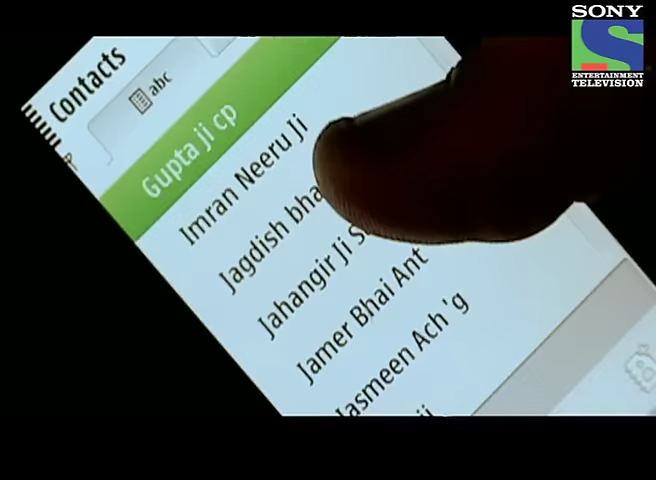 SONY
ENTERTAINMENT
TELEVISION
Contacts
abc
Gupta ji cp
Imran Neeru Ji
Jagdish bha
Jahangir Ji S
Jamer Bhai Ant
Jasmeen Ach 'g